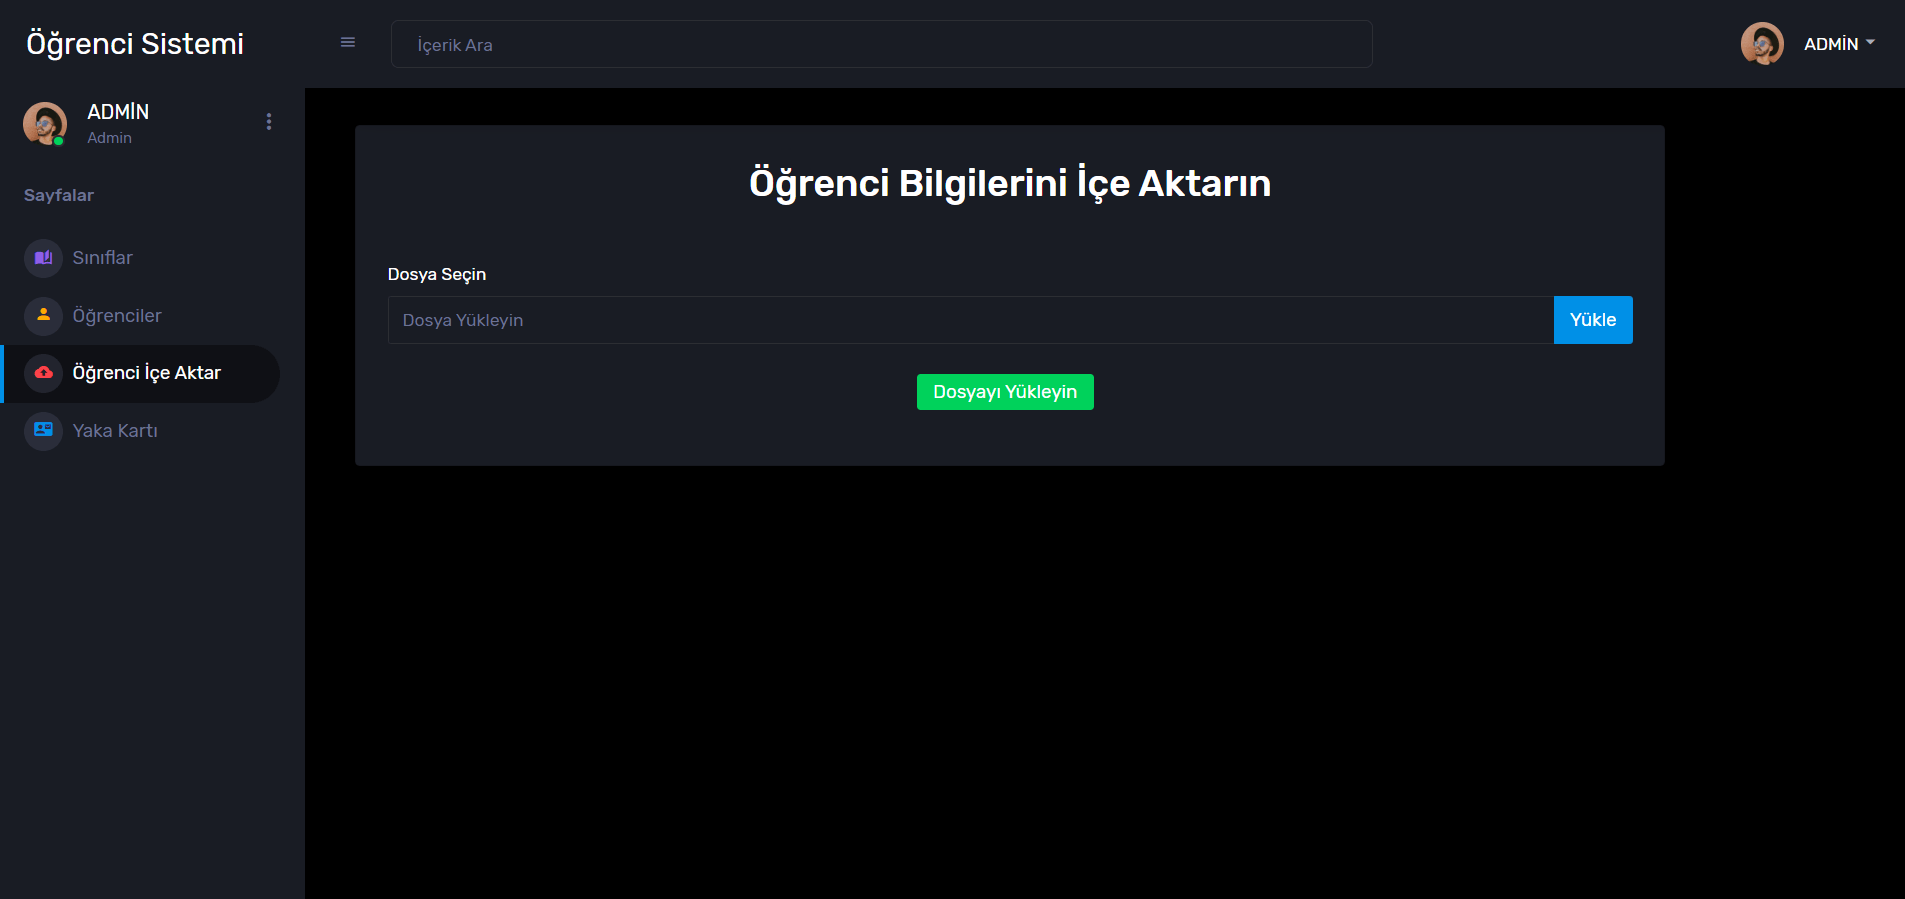 Öğrenci Sistemi
İçerik Ara
ADMİN
ADMİN
Admin
Sayfalar
Sınıflar
Öğrenciler
Öğrenci İçe Aktar
Yaka Kartı
Öğrenci Bilgilerini İçe Aktarın
Dosya Seçin
Dosya Yükleyin
Yükle
Dosyayı Yükleyin